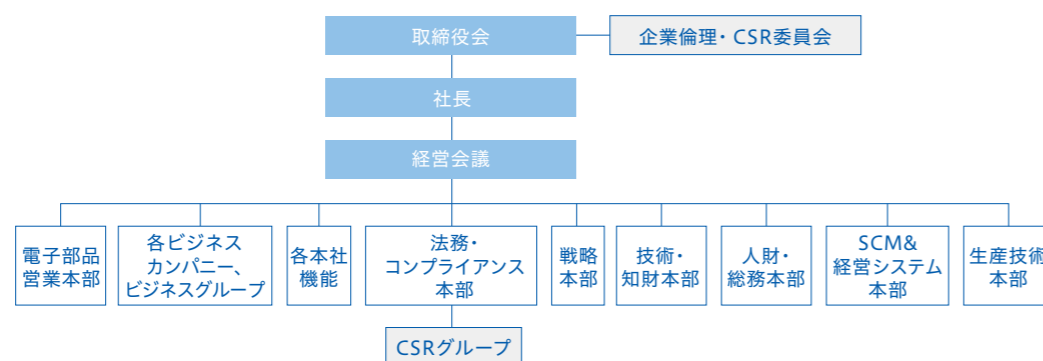 取締役会
企業倫理・CSR委員会
社長
経営会議
電子部品
営業本部
各ビジネス
カンパニー、
ビジネスグループ
各本社
機能
法務・
コンプライアンス
本部
戦略
本部
技術・
知財本部
人財・
総務本部
SCM&
経営システム
本部
生産技術
本部
CSRグループ